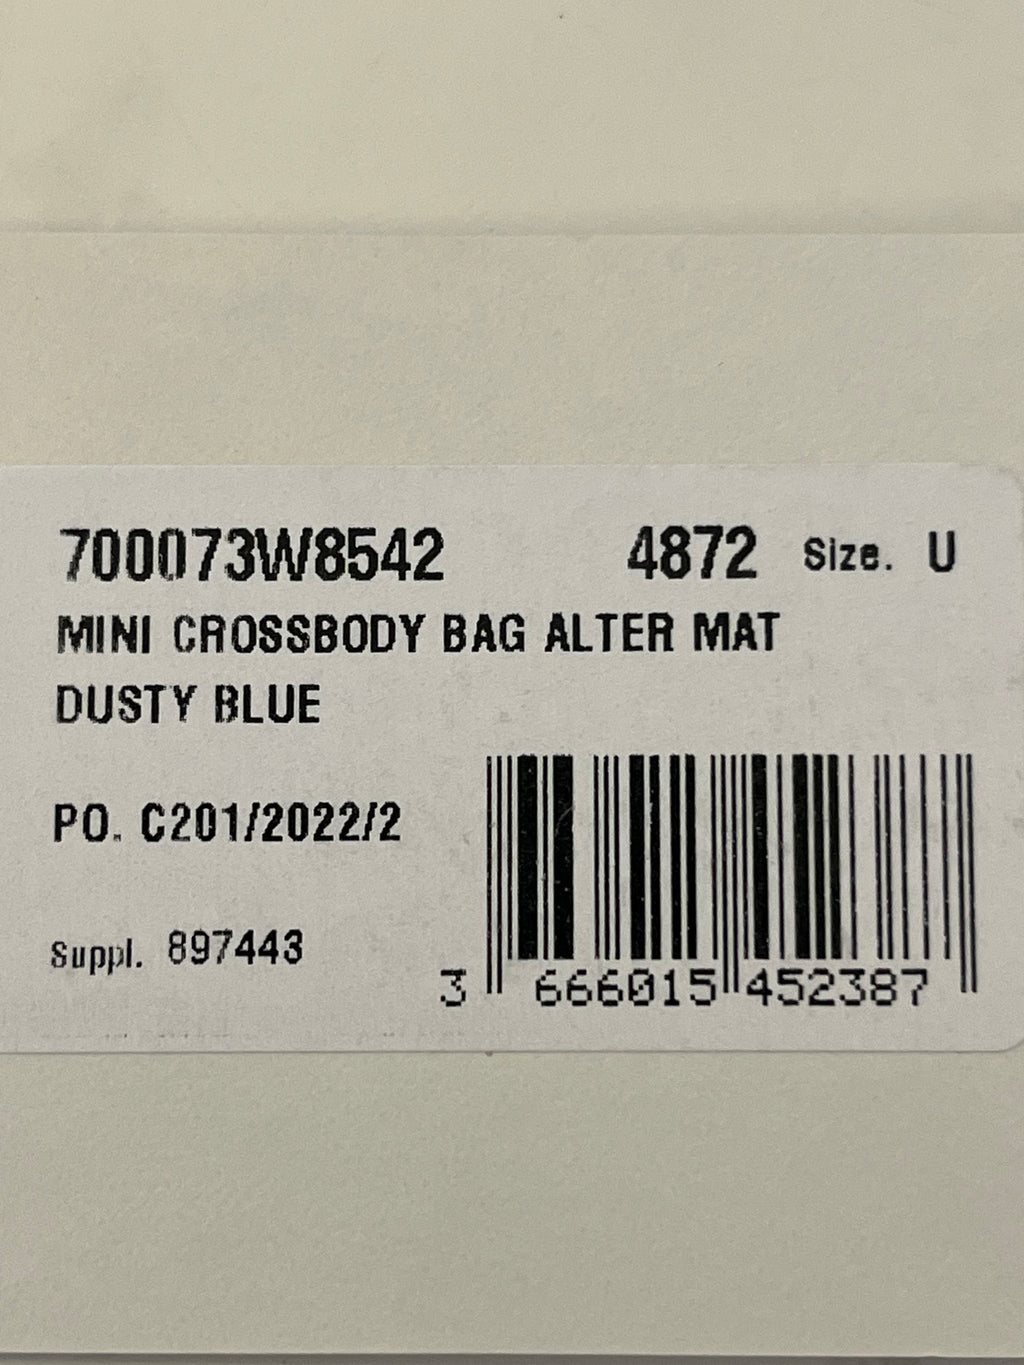 700073W8542 4872 Size. U
MINI CROSSBODY BAG ALTER MAT
DUSTY BLUE
PO. C201/2022/2
Suppl. 897443
3 666015 452387